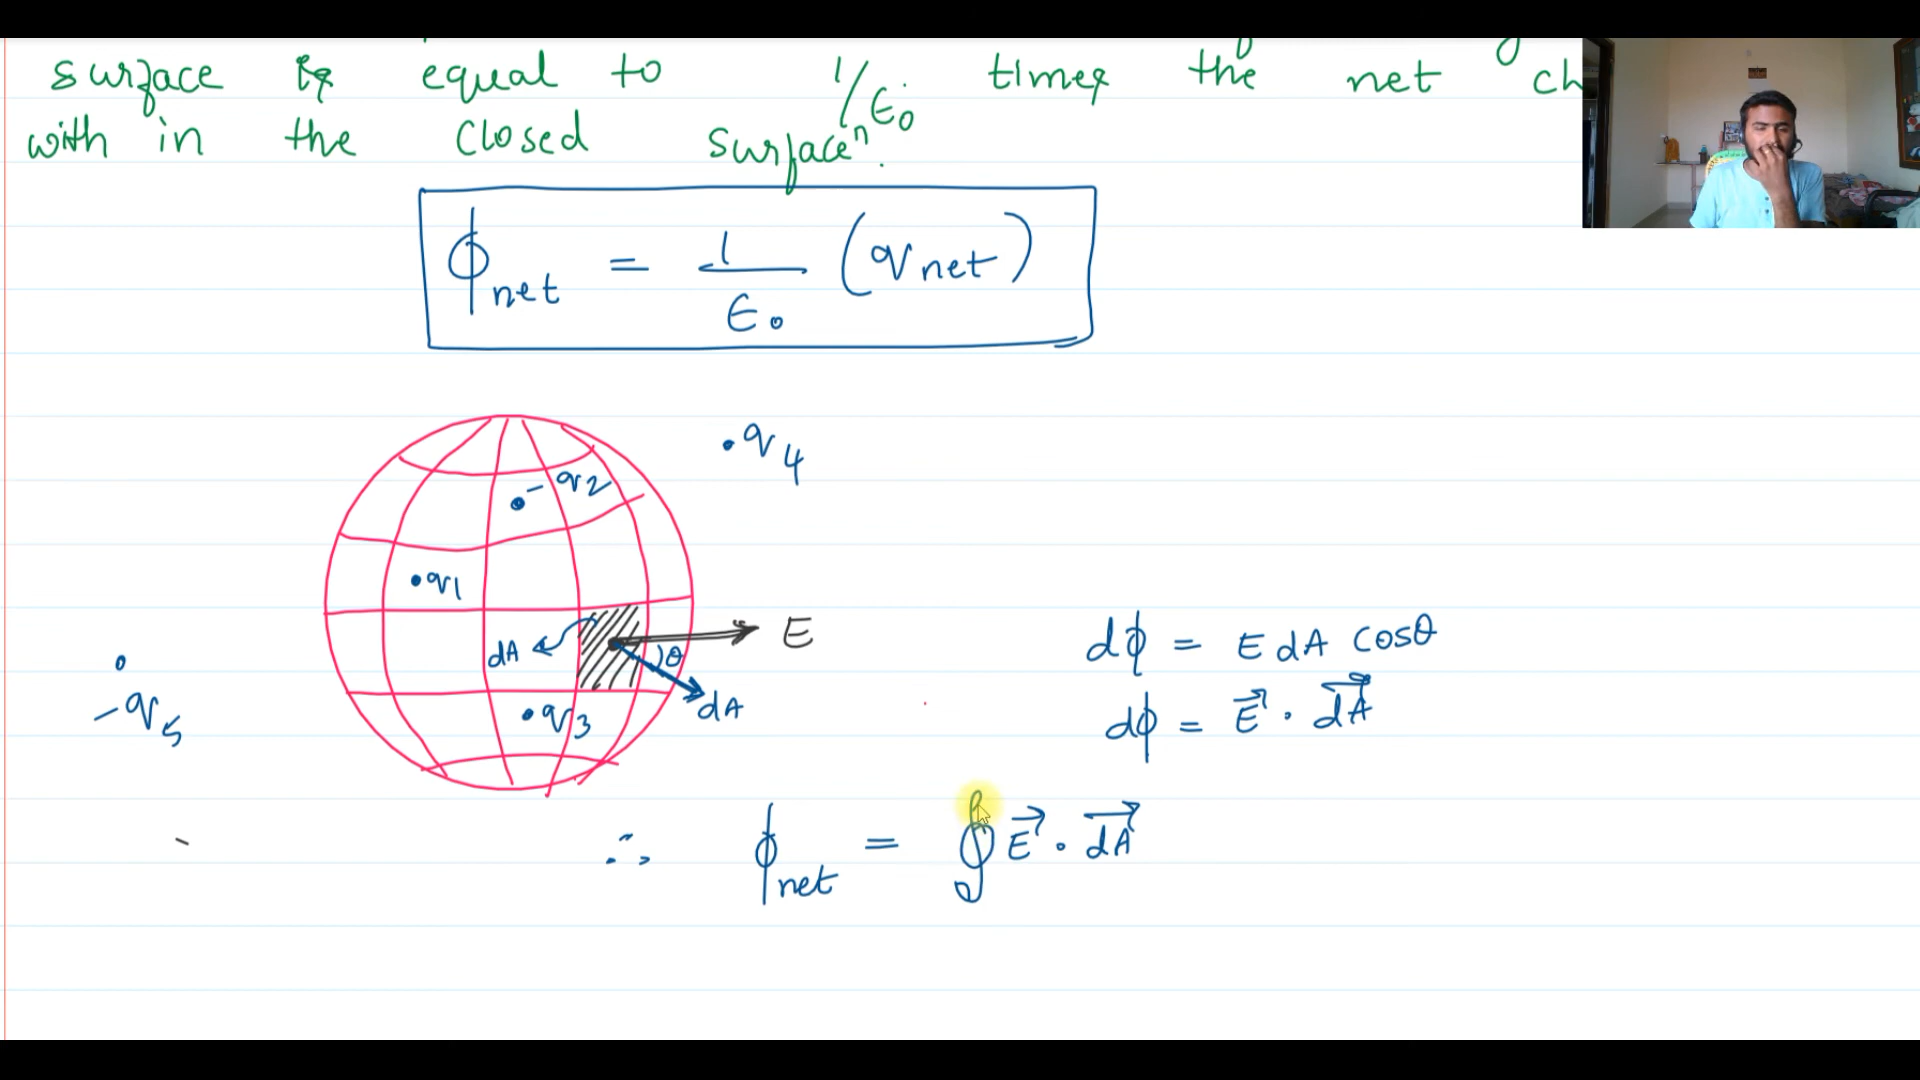 surface is equal to 1/ε₀ times the net ch
with in the closed surface.
ϕnet = 1/ε₀ (qnet)
q4
-q2
q1
E
dA
θ
dA
-q5
q3
dϕ = E dA cosθ
dϕ = E⃗ · dA⃗
∴ ϕnet = ∮ E⃗ · dA⃗